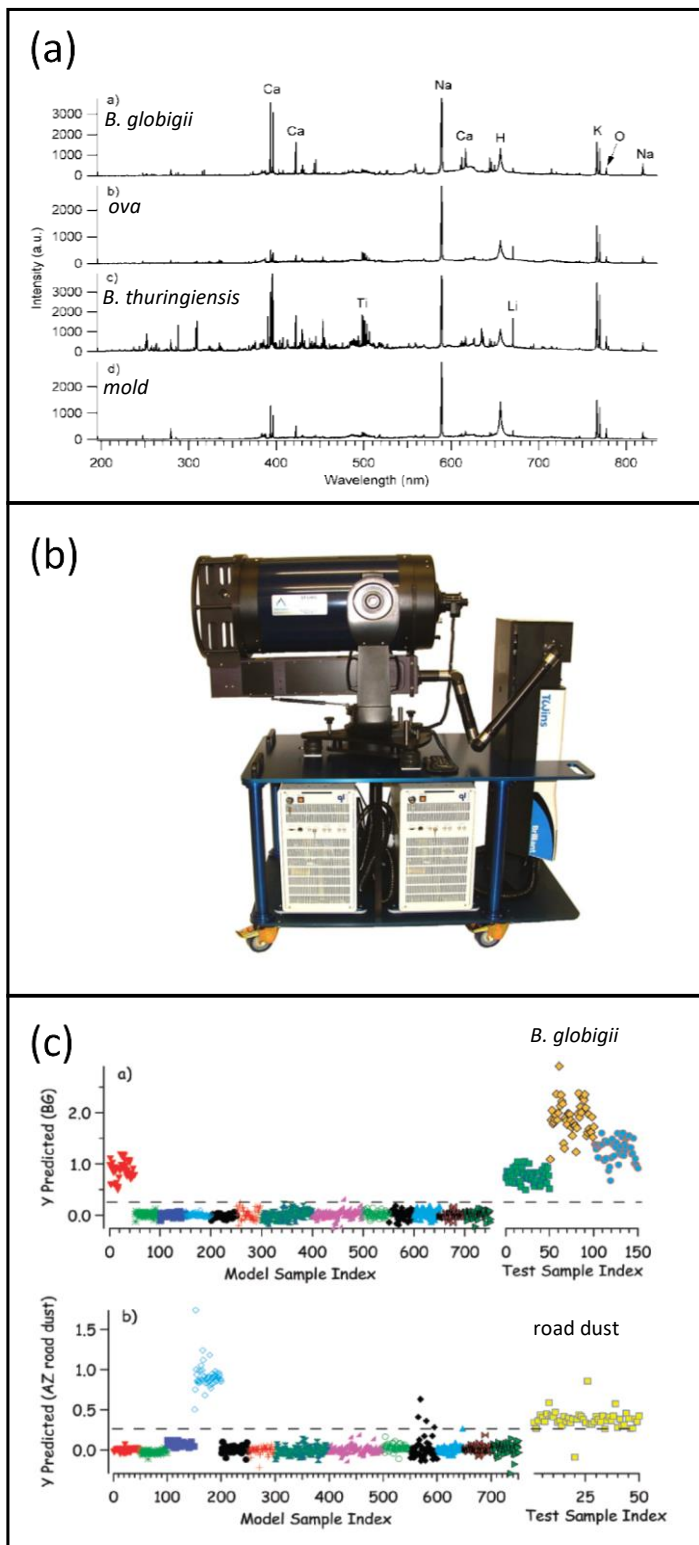 (a)
Ca Na
a)
B. globigii
Ca Ca H K O Na
3000
2000
1000
0
b)
ova
2000
0
c)
B. thuringiensis
Ti Li
3000
2000
1000
0
d)
mold
2000
1000
0
Intensity (a.u.)
200 300 400 500 600 700 800
Wavelength (nm)
(b)
Brilliant
(c)
B. globigii
a)
y Predicted (BG)
2.0
1.0
0.0
0 100 200 300 400 500 600 700
Model Sample Index
0 50 100 150
Test Sample Index
b)
road dust
y Predicted (AZ road dust)
1.5
1.0
0.5
0.0
0 100 200 300 400 500 600 700
Model Sample Index
25 50
Test Sample Index